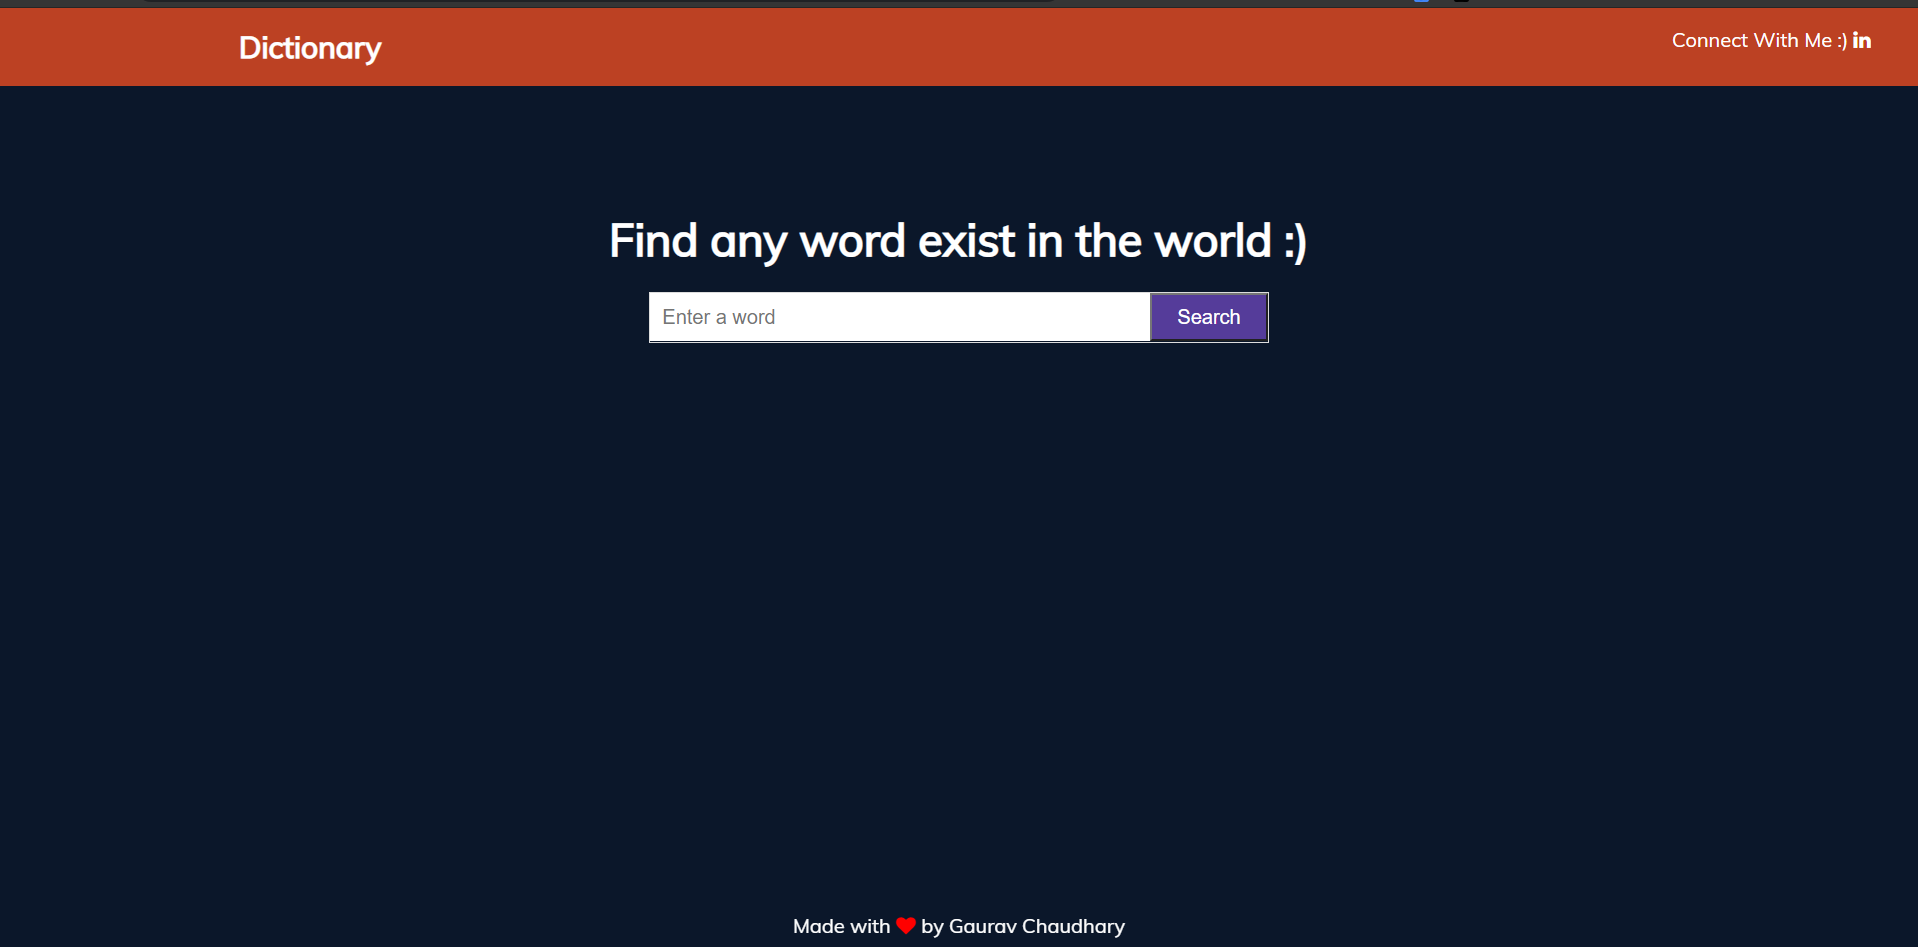 Dictionary
Connect With Me :) in
Find any word exist in the world :)
Enter a word
Search
Made with ❤ by Gaurav Chaudhary